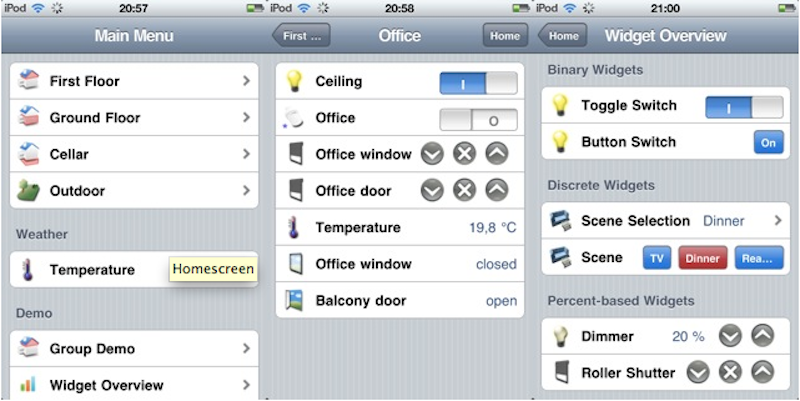 iPod 20:57
Main Menu
First Floor
Ground Floor
Cellar
Outdoor
Weather
Temperature
Homescreen
Demo
Group Demo
Widget Overview
iPod 20:58
First ...
Office
Home
Ceiling I
Office O
Office window
Office door
Temperature 19,8 °C
Office window closed
Balcony door open
iPod 21:00
Home
Widget Overview
Binary Widgets
Toggle Switch I
Button Switch On
Discrete Widgets
Scene Selection Dinner
Scene TV Dinner Rea...
Percent-based Widgets
Dimmer 20 %
Roller Shutter